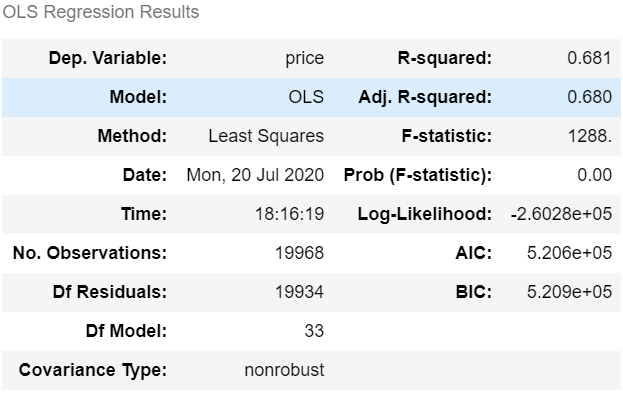 OLS Regression Results
Dep. Variable: price R-squared: 0.681
Model: OLS Adj. R-squared: 0.680
Method: Least Squares F-statistic: 1288.
Date: Mon, 20 Jul 2020 Prob (F-statistic): 0.00
Time: 18:16:19 Log-Likelihood: -2.6028e+05
No. Observations: 19968 AIC: 5.206e+05
Df Residuals: 19934 BIC: 5.209e+05
Df Model: 33
Covariance Type: nonrobust